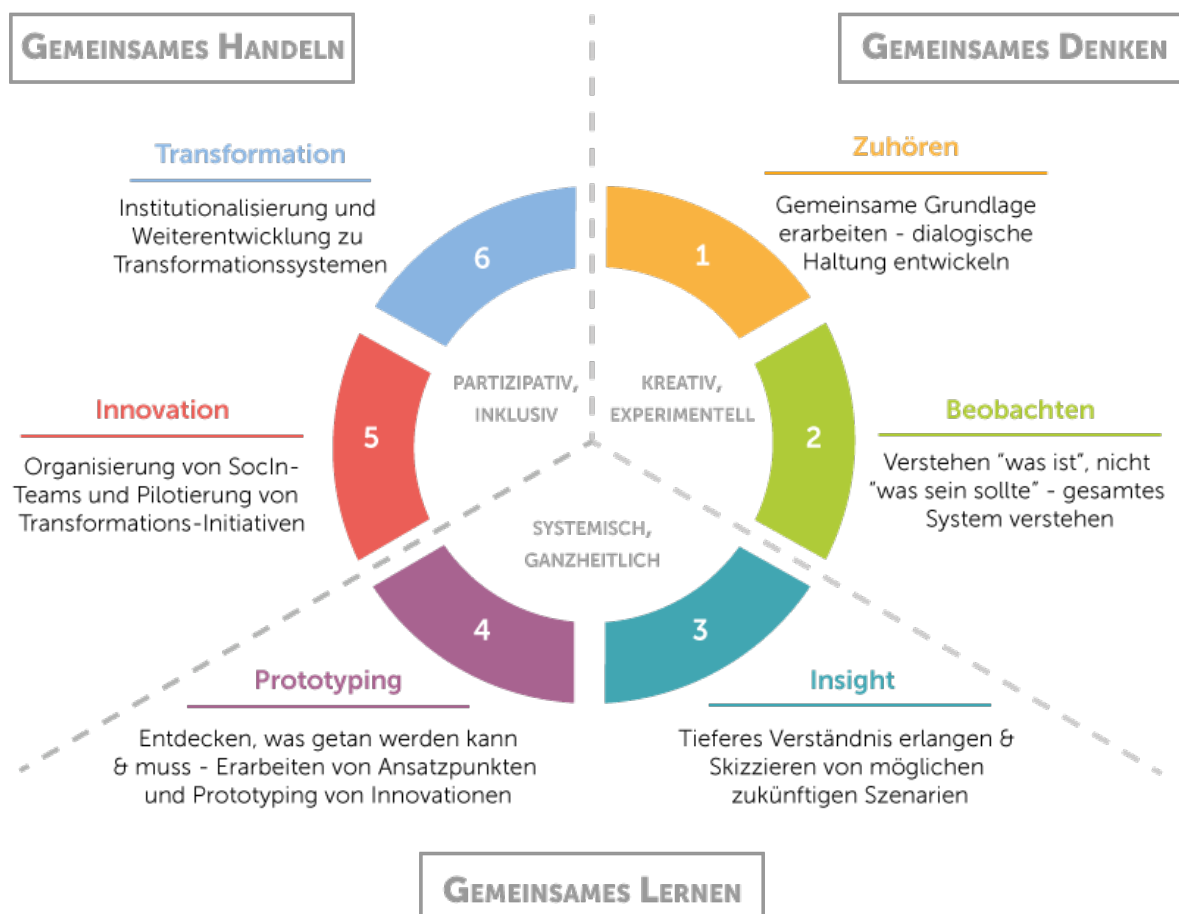 GEMEINSAMES HANDELN
GEMEINSAMES DENKEN
Zuhören
Gemeinsame Grundlage
erarbeiten - dialogische
Haltung entwickeln
1
Beobachten
Verstehen "was ist", nicht
"was sein sollte" - gesamtes
System verstehen
2
KREATIV,
EXPERIMENTELL
Insight
Tieferes Verständnis erlangen &
Skizzieren von möglichen
zukünftigen Szenarien
3
SYSTEMISCH,
GANZHEITLICH
Prototyping
Entdecken, was getan werden kann
& muss - Erarbeiten von Ansatzpunkten
und Prototyping von Innovationen
4
GEMEINSAMES LERNEN
Innovation
Organisierung von SocIn-
Teams und Pilotierung von
Transformations-Initiativen
5
PARTIZIPATIV,
INKLUSIV
Transformation
Institutionalisierung und
Weiterentwicklung zu
Transformationssystemen
6